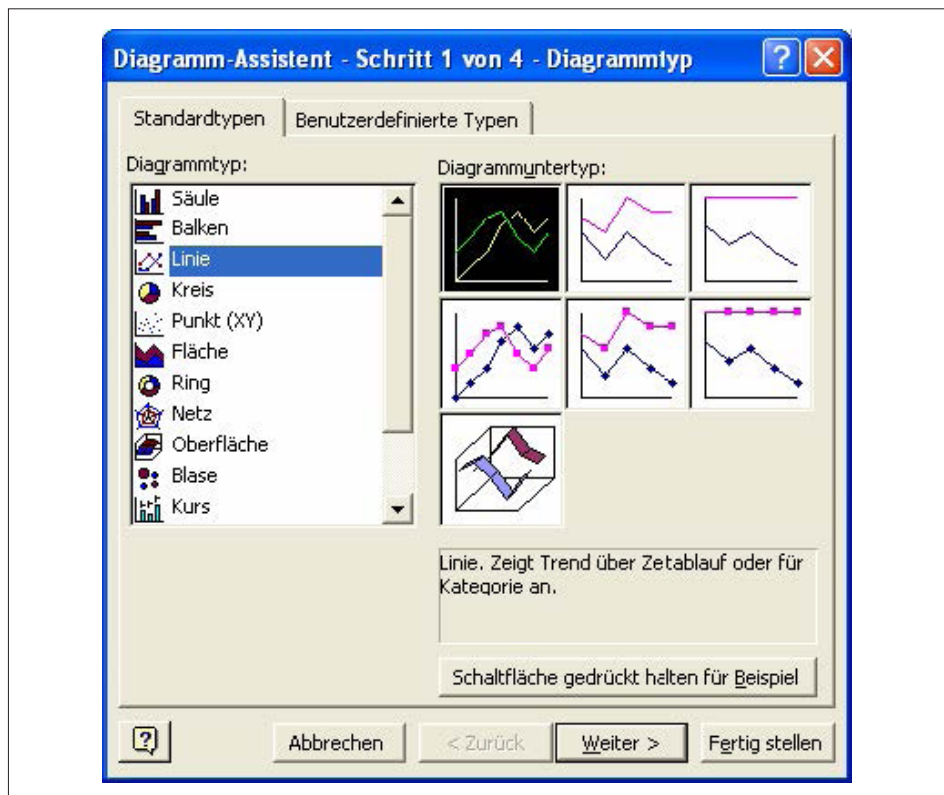 Diagramm-Assistent - Schritt 1 von 4 - Diagrammtyp
Standardtypen
Benutzerdefinierte Typen
Diagrammtyp:
Säule
Balken
Linie
Kreis
Punkt (XY)
Fläche
Ring
Netz
Oberfläche
Blase
Kurs
Diagrammuntertyp:
Linie. Zeigt Trend über Zetablauf oder für
Kategorie an.
Schaltfläche gedrückt halten für Beispiel
Abbrechen
< Zurück
Weiter >
Fertig stellen